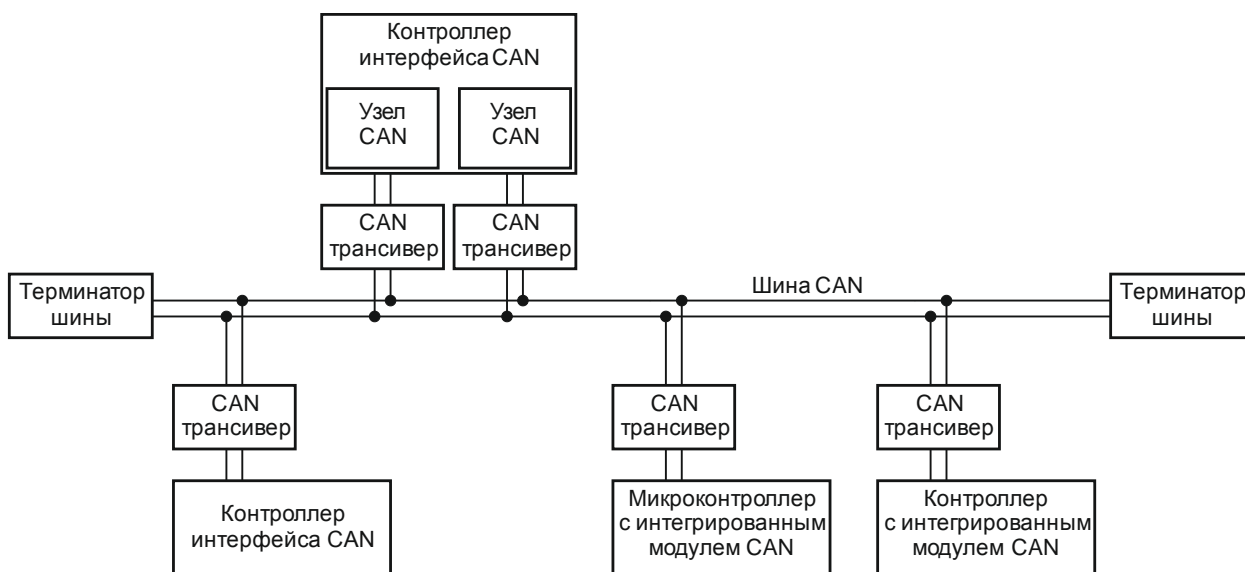 Контроллер
интерфейса CAN
Узел
CAN
Узел
CAN
CAN
трансивер
CAN
трансивер
Терминатор
шины
Шина CAN
Терминатор
шины
CAN
трансивер
CAN
трансивер
CAN
трансивер
Контроллер
интерфейса CAN
Микроконтроллер
с интегрированным
модулем CAN
Контроллер
с интегрированным
модулем CAN